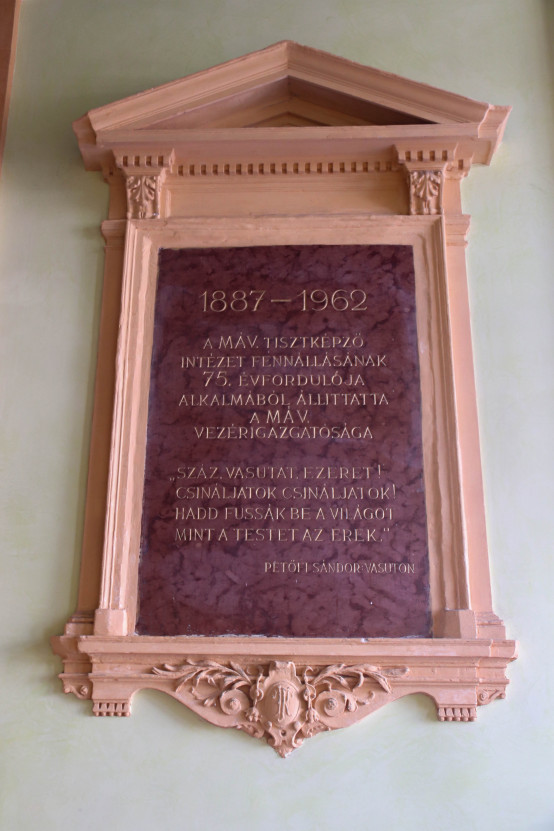 1887–1962
A MÁV. TISZTKÉPZŐ
INTÉZET FENNÁLLÁSÁNAK
75. ÉVFORDULÓJA
ALKALMÁBÓL ÁLLITTATTA
A MÁV.
VEZÉRIGAZGATÓSÁGA
„SZÁZ VASUTAT, EZERET!
CSINÁLJATOK CSINÁLJATOK!
HADD FUSSÁK BE A VILÁGOT
MINT A TESTET AZ EREK."
PETŐFI SÁNDOR: VASUTON